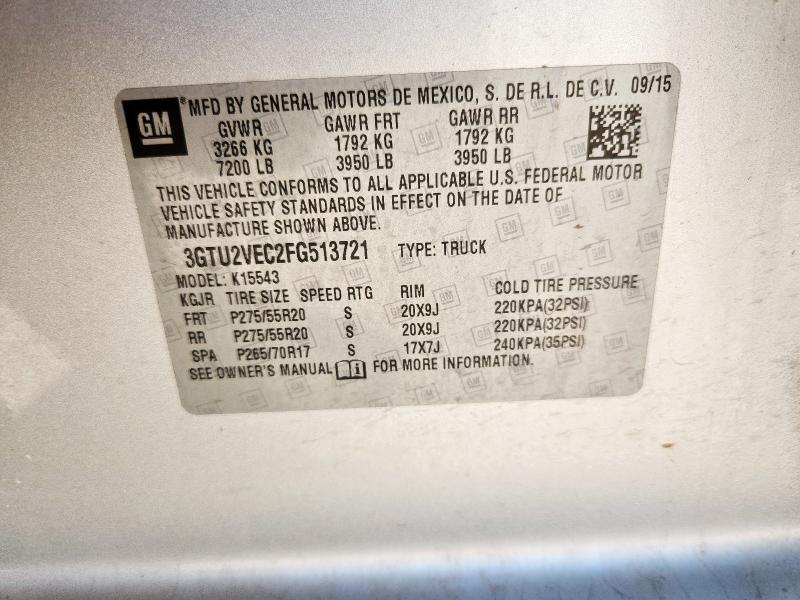 GM ®MFD BY GENERAL MOTORS DE MEXICO, S. DE R.L. DE C.V. 09/15
GVWR GAWR FRT GAWR RR
3266 KG 1792 KG 1792 KG
7200 LB 3950 LB 3950 LB
THIS VEHICLE CONFORMS TO ALL APPLICABLE U.S. FEDERAL MOTOR
VEHICLE SAFETY STANDARDS IN EFFECT ON THE DATE OF
MANUFACTURE SHOWN ABOVE.
3GTU2VEC2FG513721 TYPE: TRUCK
MODEL: K15543
KGJR TIRE SIZE SPEED RTG RIM COLD TIRE PRESSURE
FRT P275/55R20 S 20X9J 220KPA(32PSI)
RR P275/55R20 S 20X9J 220KPA(32PSI)
SPA P265/70R17 S 17X7J 240KPA(35PSI)
SEE OWNER'S MANUAL FOR MORE INFORMATION.